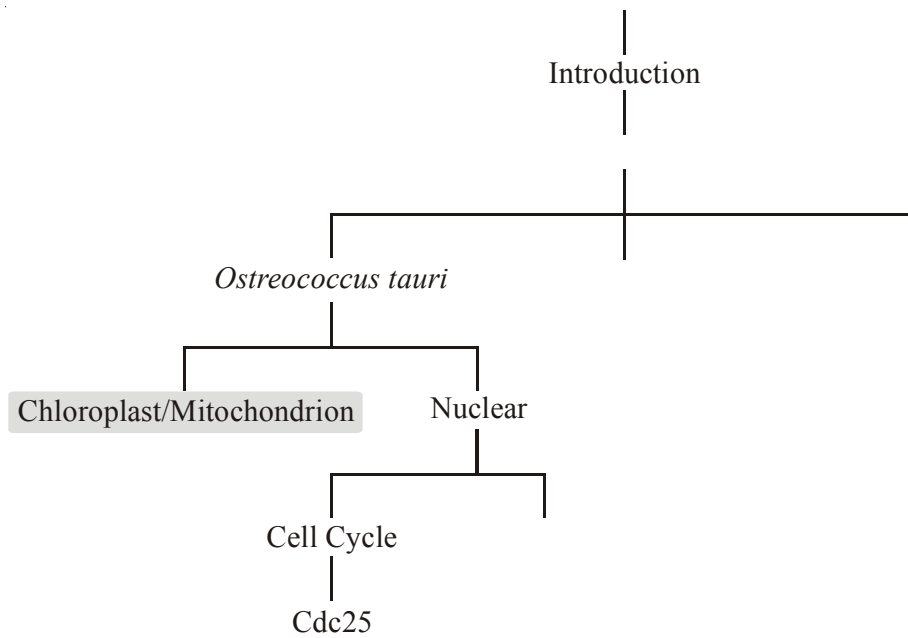 Introduction
Ostreococcus tauri
Chloroplast/Mitochondrion
Nuclear
Cell Cycle
Cdc25